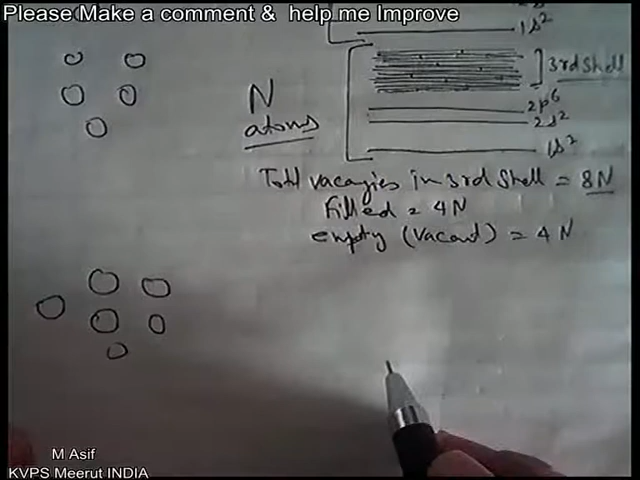 Please Make a comment & help me Improve
1s²
3rd Shell
N
atoms
2p⁶
2s²
1s²
Total vacancies in 3rd Shell = 8N
Filled = 4N
empty (Vacant) = 4N
M Asif
KVPS Meerut INDIA